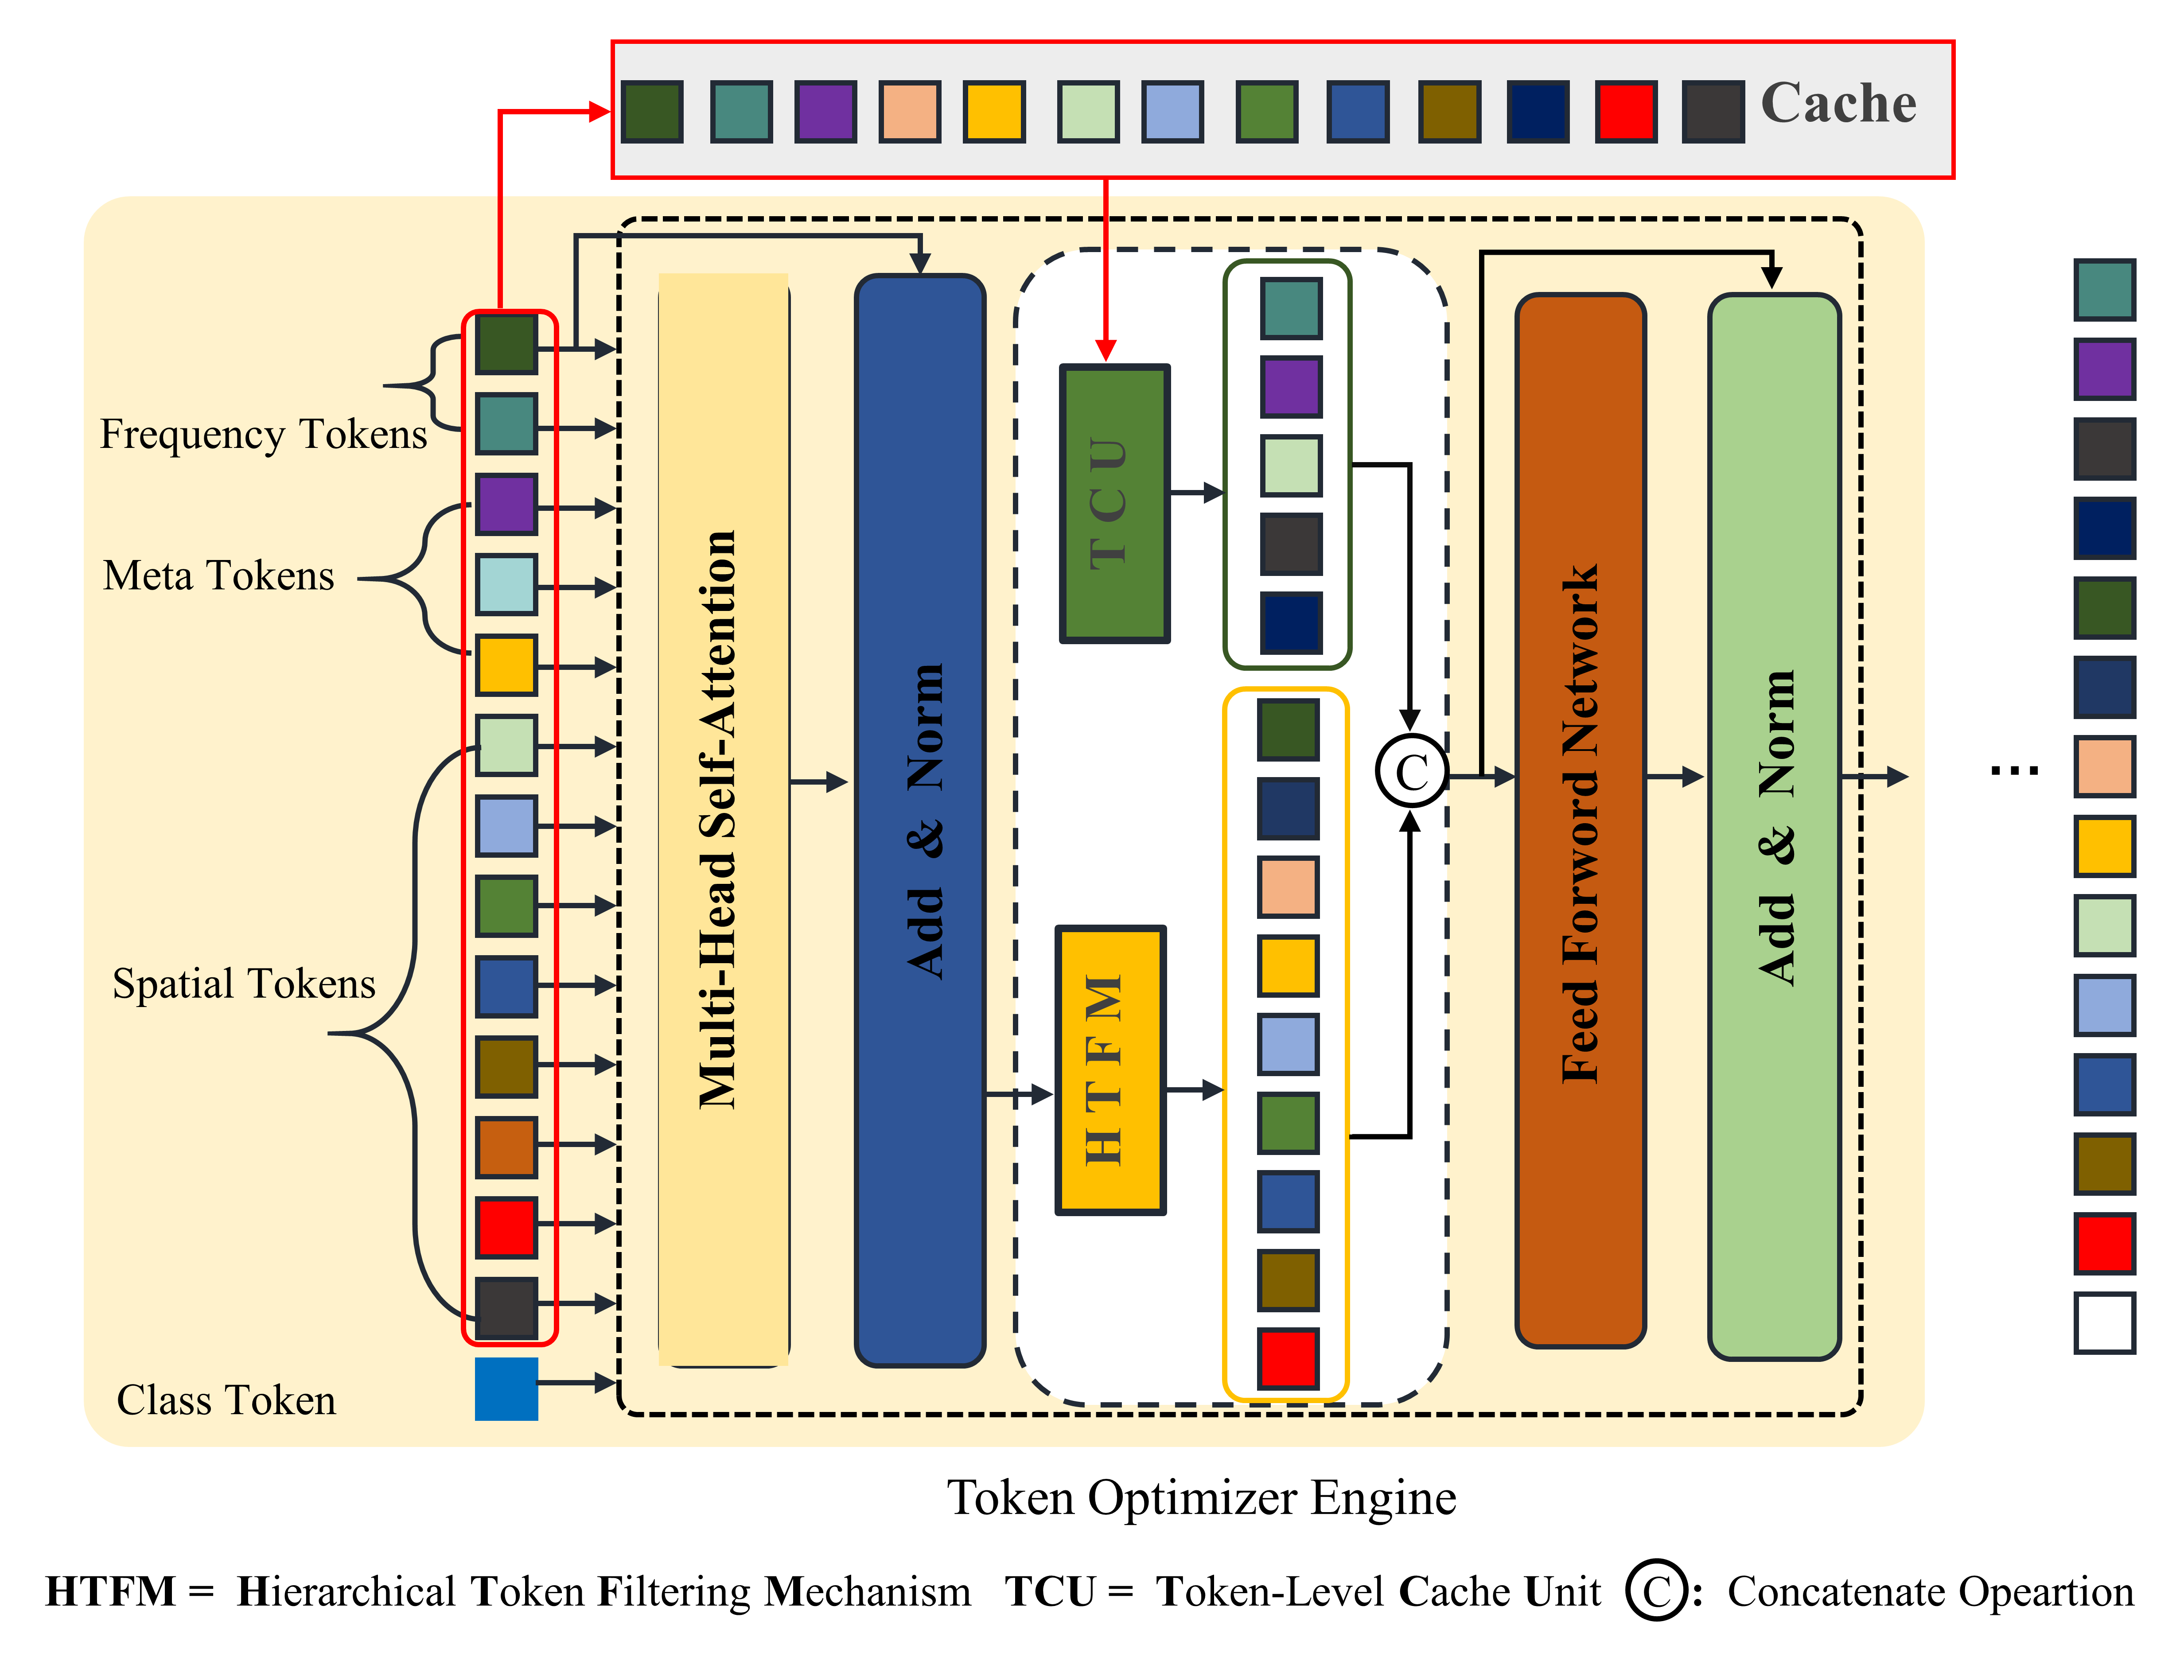 Cache
Frequency Tokens
Meta Tokens
Spatial Tokens
Class Token
Multi-Head Self-Attention
Add & Norm
TCU
HTFM
C
Feed Forword Network
Add & Norm
...
Token Optimizer Engine
HTFM = Hierarchical Token Filtering Mechanism TCU = Token-Level Cache Unit C : Concatenate Opeartion